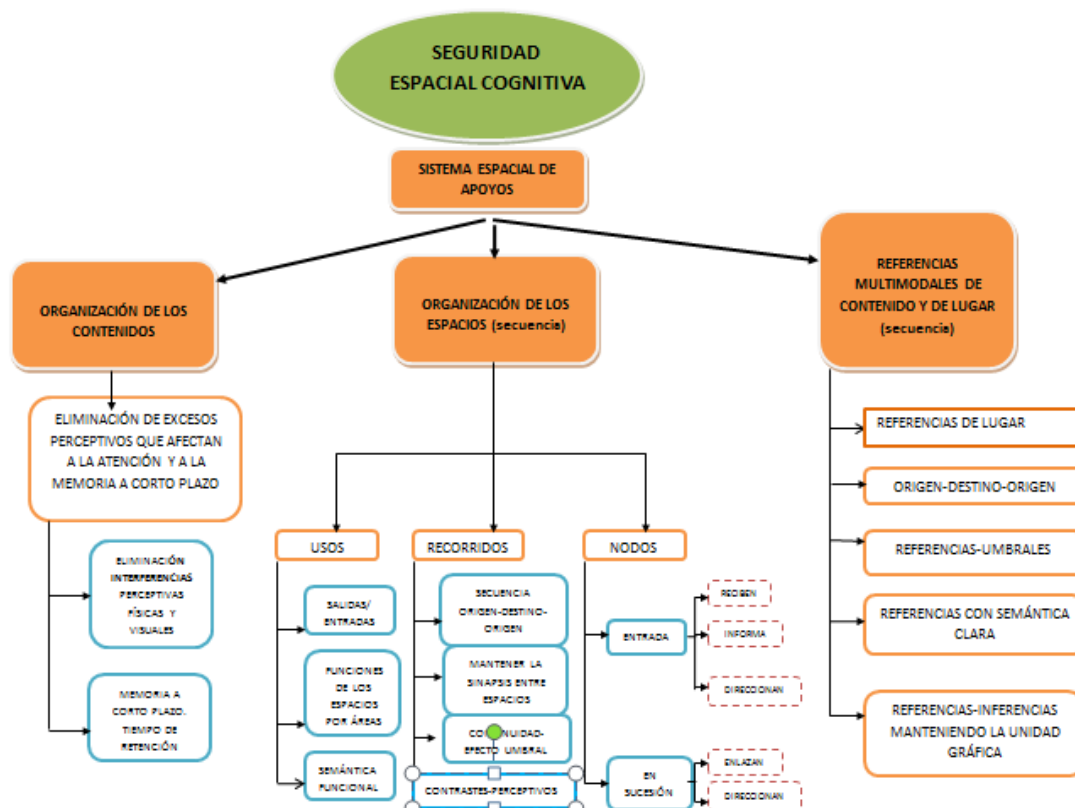 SEGURIDAD
ESPACIAL COGNITIVA
SISTEMA ESPACIAL DE
APOYOS
ORGANIZACIÓN DE LOS
CONTENIDOS
ORGANIZACIÓN DE LOS
ESPACIOS (secuencia)
REFERENCIAS
MULTIMODALES DE
CONTENIDO Y DE LUGAR
(secuencia)
ELIMINACIÓN DE EXCESOS
PERCEPTIVOS QUE AFECTAN
A LA ATENCIÓN Y A LA
MEMORIA A CORTO PLAZO
ELIMINACIÓN
INTERFERENCIAS
PERCEPTIVAS
FÍSICAS Y
VISUALES
MEMORIA A
CORTO PLAZO.
TIEMPO DE
RETENCIÓN
USOS
SALIDAS/
ENTRADAS
FUNCIONES
DE LOS
ESPACIOS
POR ÁREAS
SEMÁNTICA
FUNCIONAL
RECORRIDOS
SECUENCIA
ORIGEN-DESTINO-
ORIGEN
MANTENER LA
SINAPSIS ENTRE
ESPACIOS
EFECTO UMBRAL
CONTRASTES-PERCEPTIVOS
NODOS
ENTRADA
RECIBEN
INFORMA
DIRECCIONAN
EN
SUCESIÓN
ENLAZAN
DIRECCIONAN
REFERENCIAS DE LUGAR
ORIGEN-DESTINO-ORIGEN
REFERENCIAS-UMBRALES
REFERENCIAS CON SEMÁNTICA
CLARA
REFERENCIAS-INFERENCIAS
MANTENIENDO LA UNIDAD
GRÁFICA